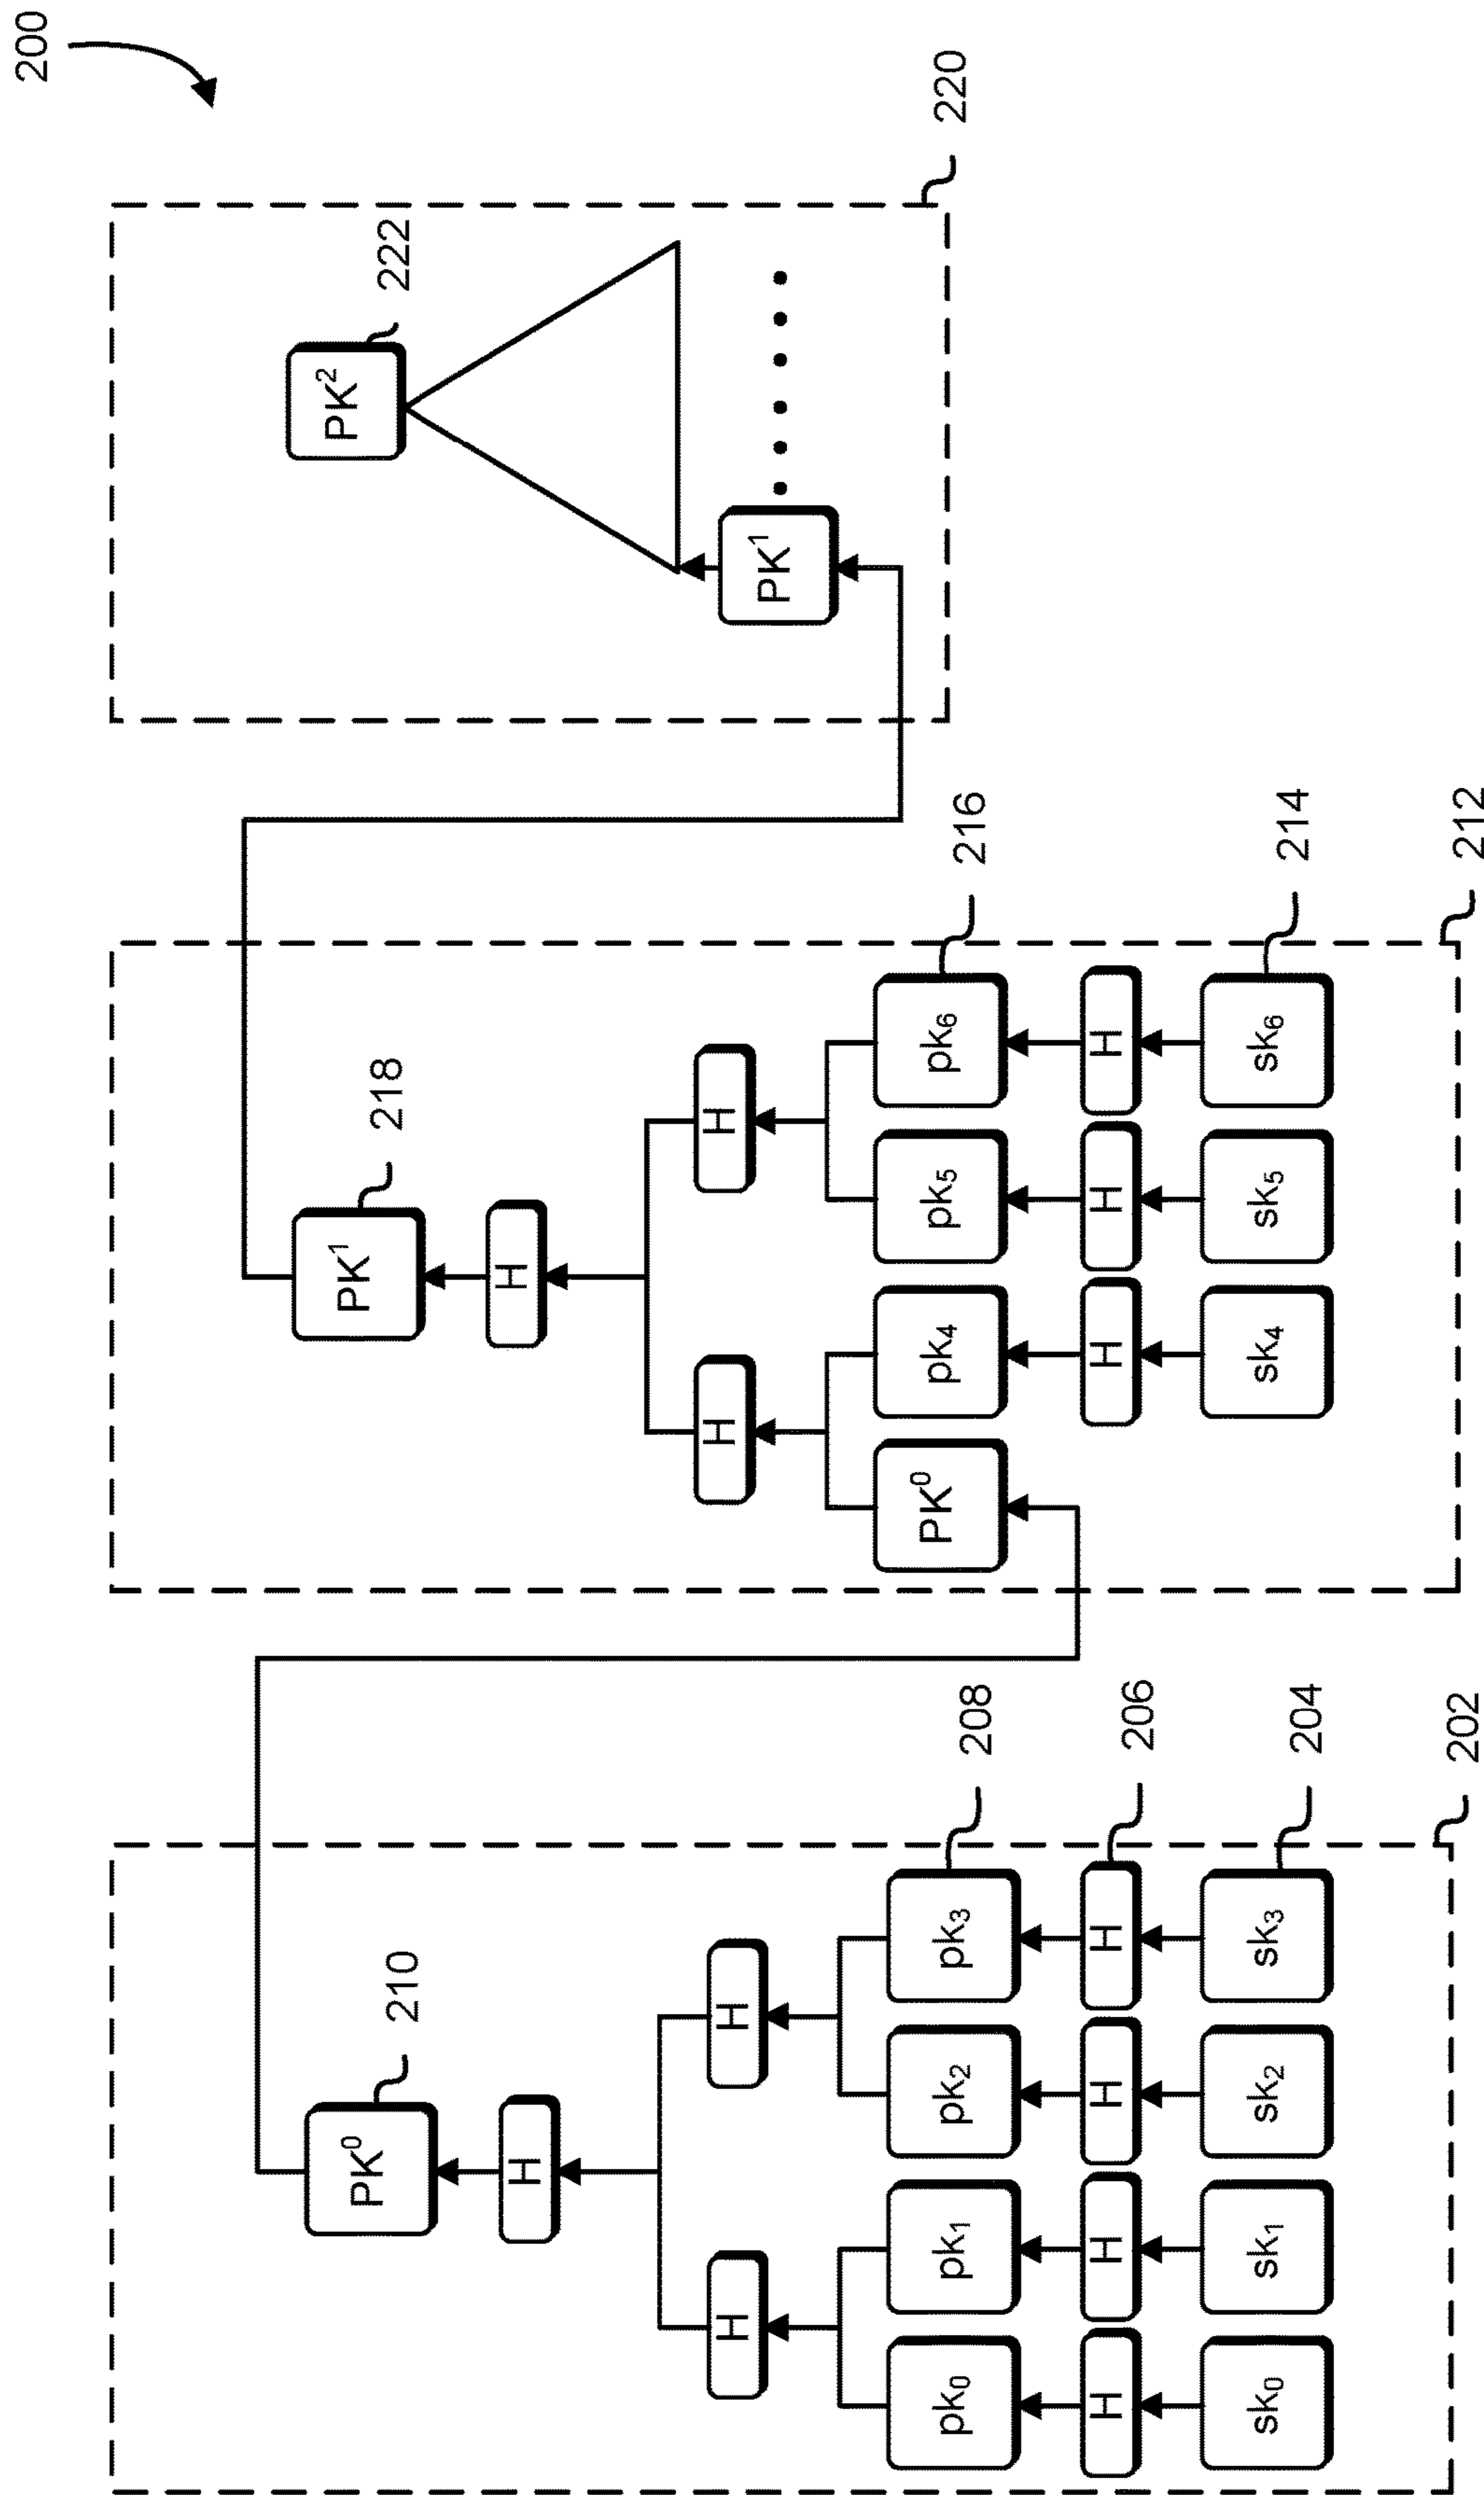 200
PK⁰
210
H
H
H
pk₀
pk₁
pk₂
pk₃
208
H
H
H
H
206
sk₀
sk₁
sk₂
sk₃
204
202
PK¹
218
H
H
H
PK⁰
pk₄
pk₅
pk₆
216
H
H
H
sk₄
sk₅
sk₆
214
212
PK²
222
PK¹
220